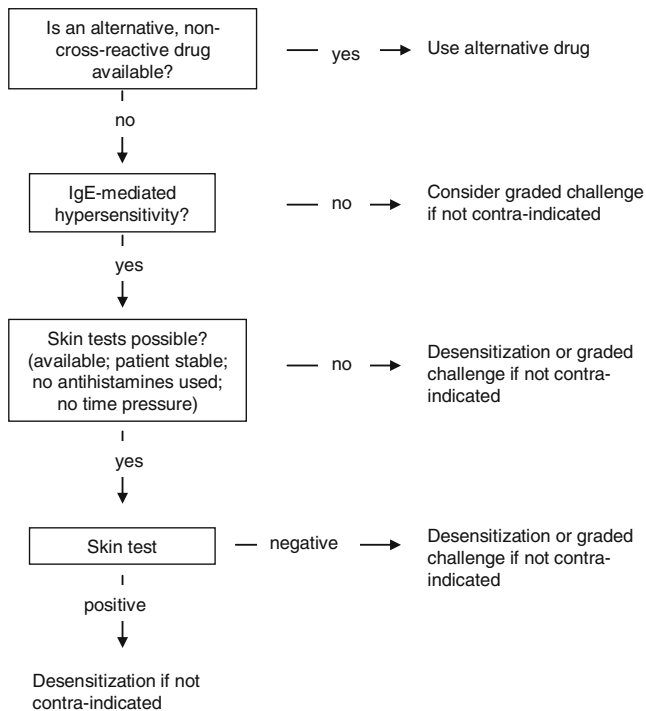 Is an alternative, non-
cross-reactive drug
available?
yes
Use alternative drug
no
IgE-mediated
hypersensitivity?
no
Consider graded challenge
if not contra-indicated
yes
Skin tests possible?
(available; patient stable;
no antihistamines used;
no time pressure)
no
Desensitization or graded
challenge if not contra-
indicated
yes
Skin test
negative
Desensitization or graded
challenge if not contra-
indicated
positive
Desensitization if not
contra-indicated